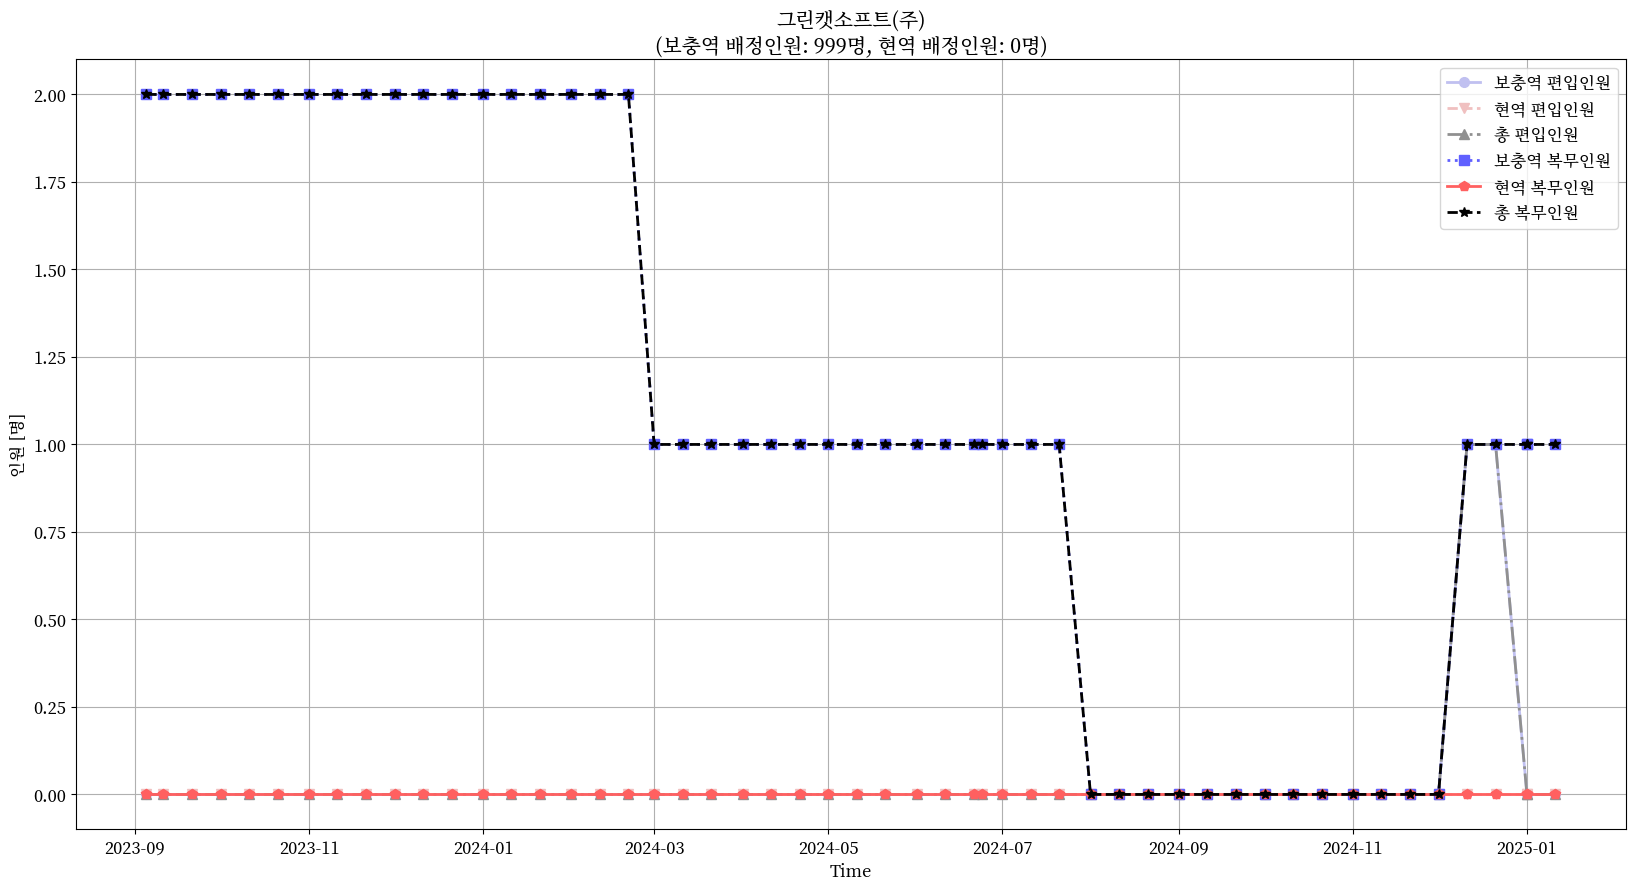 그린캣소프트(주)
(보충역 배정인원: 999명, 현역 배정인원: 0명)
보충역 편입인원
현역 편입인원
총 편입인원
보충역 복무인원
현역 복무인원
총 복무인원
인원 [명]
2.00
1.75
1.50
1.25
1.00
0.75
0.50
0.25
0.00
2023-09
2023-11
2024-01
2024-03
2024-05
2024-07
2024-09
2024-11
2025-01
Time